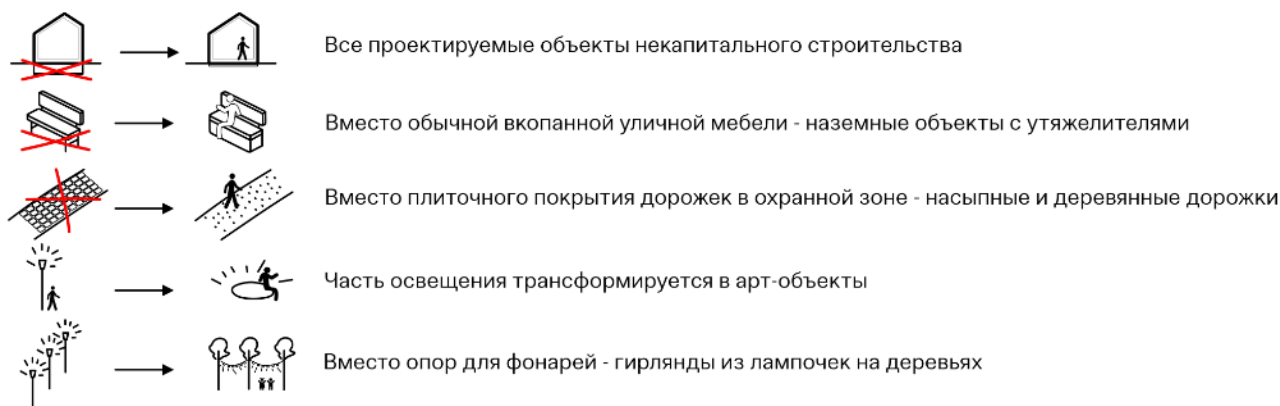 Все проектируемые объекты некапитального строительства
Вместо обычной вкопанной уличной мебели - наземные объекты с утяжелителями
Вместо плиточного покрытия дорожек в охранной зоне - насыпные и деревянные дорожки
Часть освещения трансформируется в арт-объекты
Вместо опор для фонарей - гирлянды из лампочек на деревьях